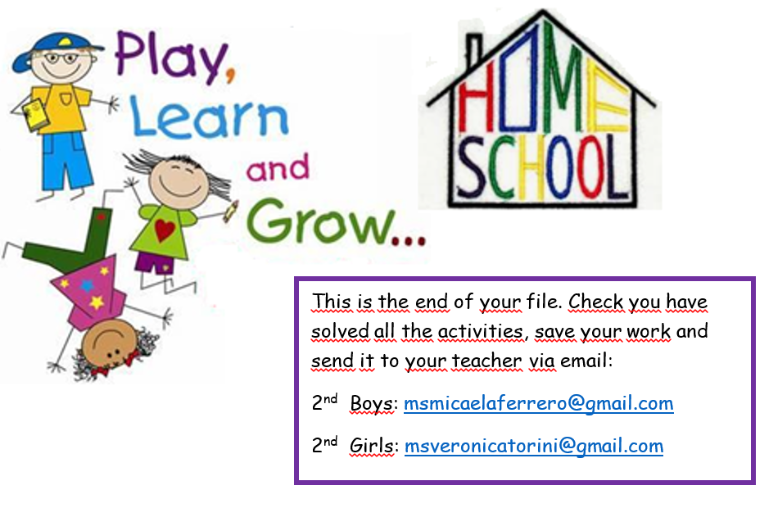 Play,
Learn
and
Grow...
HOME
SCHOOL
This is the end of your file. Check you have
solved all the activities, save your work and
send it to your teacher via email:
2nd Boys: msmicaelaferrero@gmail.com
2nd Girls: msveronicatorini@gmail.com